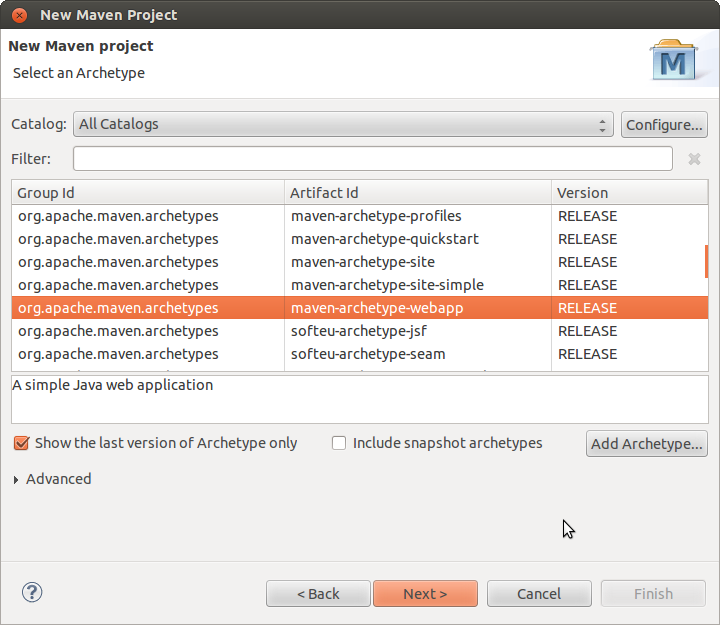 New Maven Project
New Maven project
Select an Archetype
M
Catalog: All Catalogs Configure...
Filter:
Group Id Artifact Id Version
org.apache.maven.archetypes maven-archetype-profiles RELEASE
org.apache.maven.archetypes maven-archetype-quickstart RELEASE
org.apache.maven.archetypes maven-archetype-site RELEASE
org.apache.maven.archetypes maven-archetype-site-simple RELEASE
org.apache.maven.archetypes maven-archetype-webapp RELEASE
org.apache.maven.archetypes softeu-archetype-jsf RELEASE
org.apache.maven.archetypes softeu-archetype-seam RELEASE
A simple Java web application
Show the last version of Archetype only Include snapshot archetypes Add Archetype...
Advanced
? < Back Next > Cancel Finish